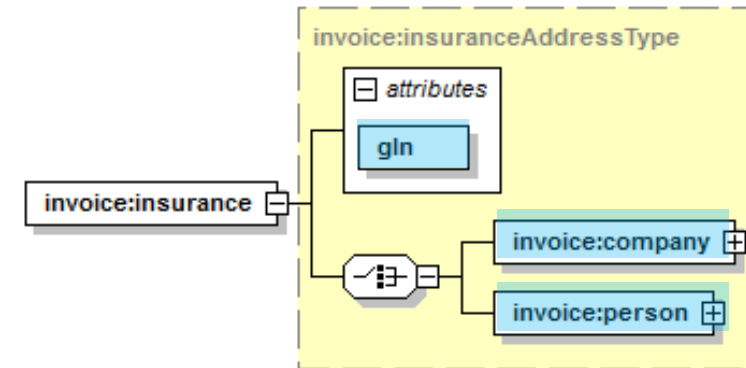 invoice:insuranceAddressType
attributes
gln
invoice:insurance
invoice:company
invoice:person